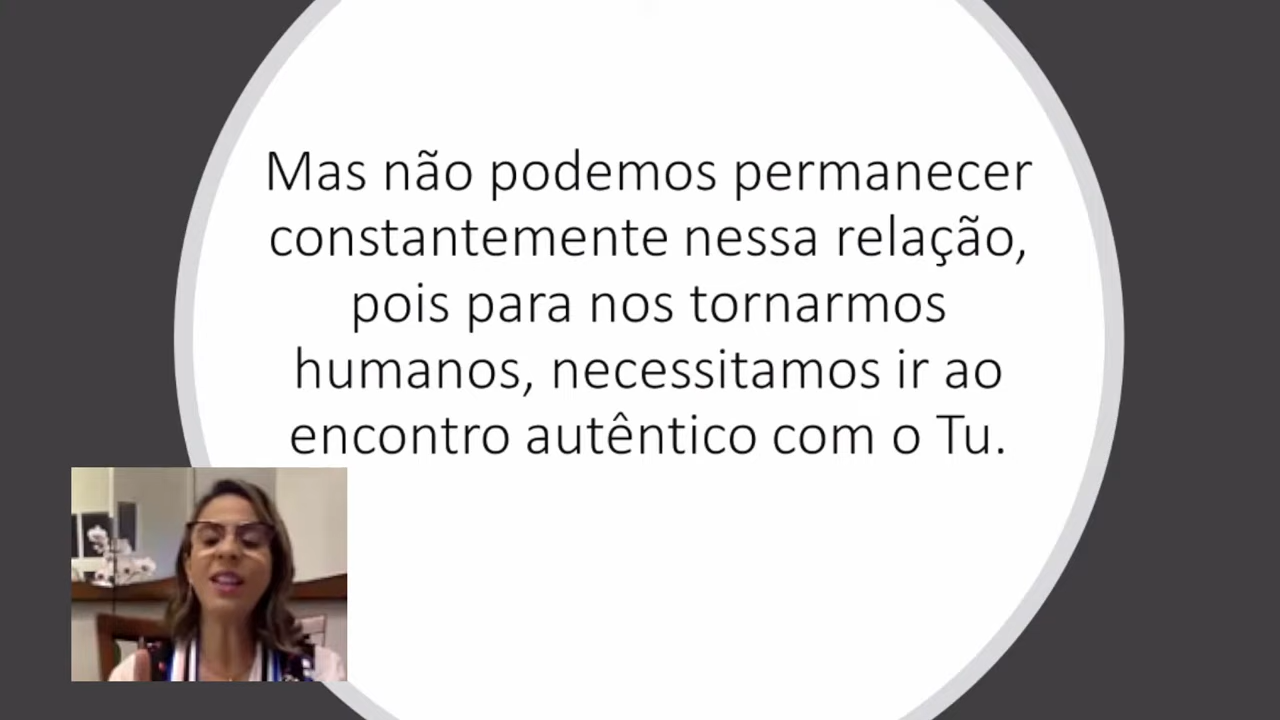 Mas não podemos permanecer
constantemente nessa relação,
pois para nos tornarmos
humanos, necessitamos ir ao
encontro autêntico com o Tu.